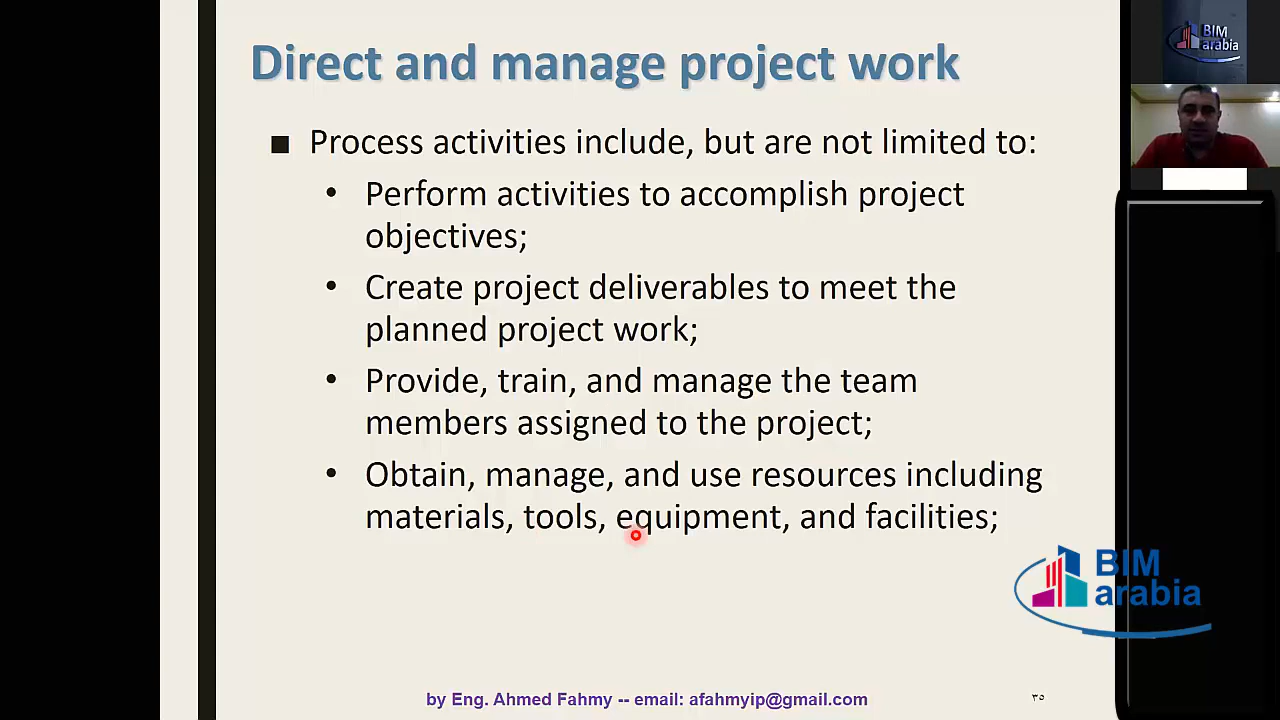 Direct and manage project work
BIM
arabia
■ Process activities include, but are not limited to:
• Perform activities to accomplish project
objectives;
• Create project deliverables to meet the
planned project work;
• Provide, train, and manage the team
members assigned to the project;
• Obtain, manage, and use resources including
materials, tools, equipment, and facilities;
BIM
arabia
by Eng. Ahmed Fahmy -- email: afahmyip@gmail.com
٣٥